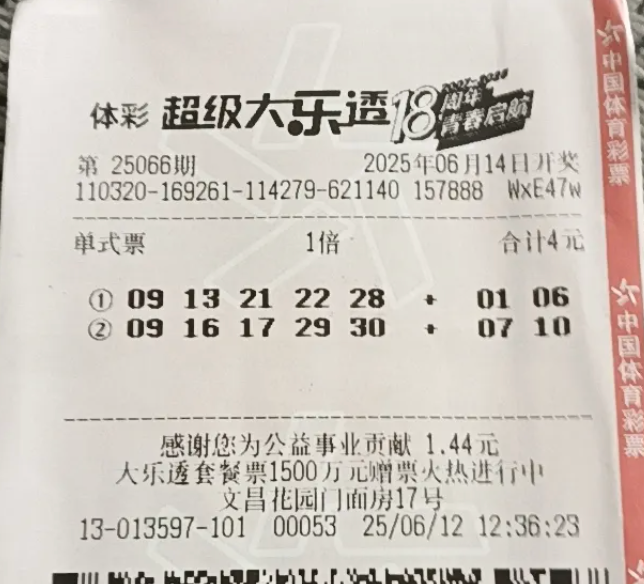 体彩 超级大乐透 18 周年 青春启航
2007-2025
第 25066期 2025年06月14日开奖
110320-169261-114279-621140 157888 WxE47w
单式票 1倍 合计4元
① 09 13 21 22 28 + 01 06
② 09 16 17 29 30 + 07 10
感谢您为公益事业贡献 1.44元
大乐透套餐票1500万元赠票火热进行中
文昌花园门面房17号
13-013597-101 00053 25/06/12 12:36:23
中国体育彩票
中国体育彩票